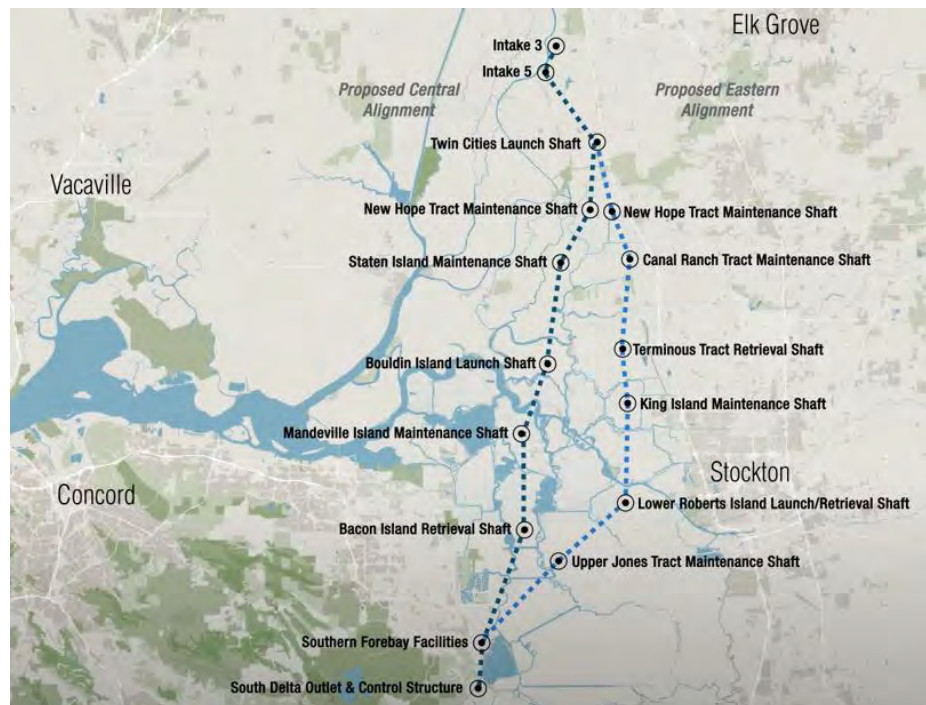 Elk Grove
Intake 3
Intake 5
Proposed Central
Alignment
Proposed Eastern
Alignment
Twin Cities Launch Shaft
Vacaville
New Hope Tract Maintenance Shaft
New Hope Tract Maintenance Shaft
Staten Island Maintenance Shaft
Canal Ranch Tract Maintenance Shaft
Terminous Tract Retrieval Shaft
Bouldin Island Launch Shaft
King Island Maintenance Shaft
Mandeville Island Maintenance Shaft
Stockton
Concord
Lower Roberts Island Launch/Retrieval Shaft
Bacon Island Retrieval Shaft
Upper Jones Tract Maintenance Shaft
Southern Forebay Facilities
South Delta Outlet & Control Structure